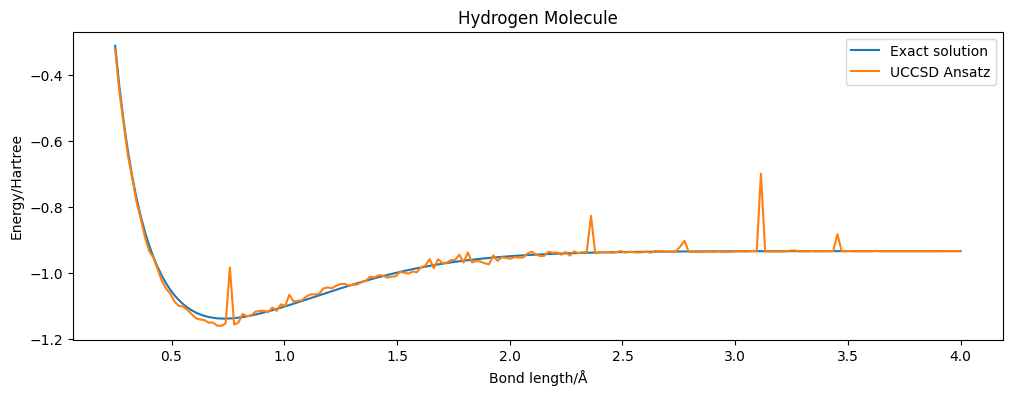 Hydrogen Molecule
Exact solution
UCCSD Ansatz
Energy/Hartree
−0.4
−0.6
−0.8
−1.0
−1.2
0.5 1.0 1.5 2.0 2.5 3.0 3.5 4.0
Bond length/Å